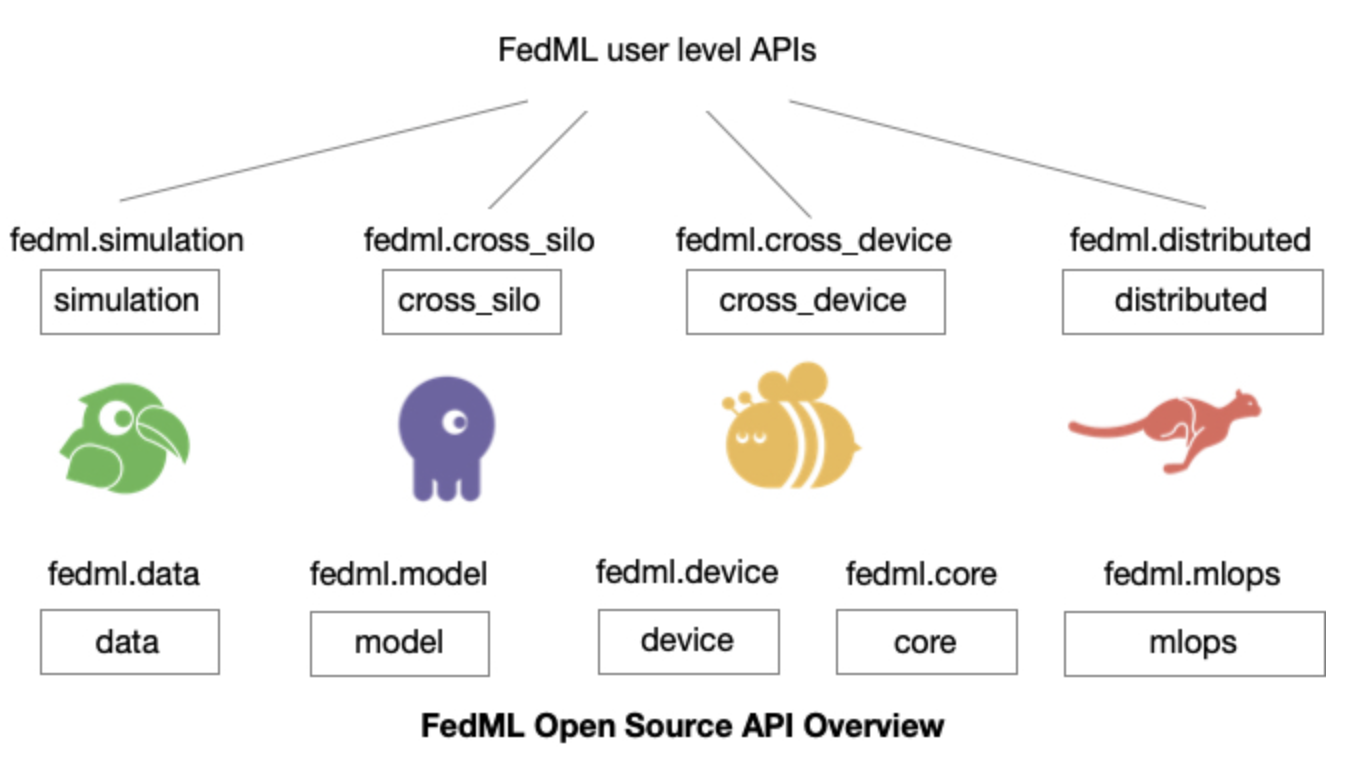 FedML user level APIs
fedml.simulation
fedml.cross_silo
fedml.cross_device
fedml.distributed
simulation
cross_silo
cross_device
distributed
fedml.data
fedml.model
fedml.device
fedml.core
fedml.mlops
data
model
device
core
mlops
FedML Open Source API Overview